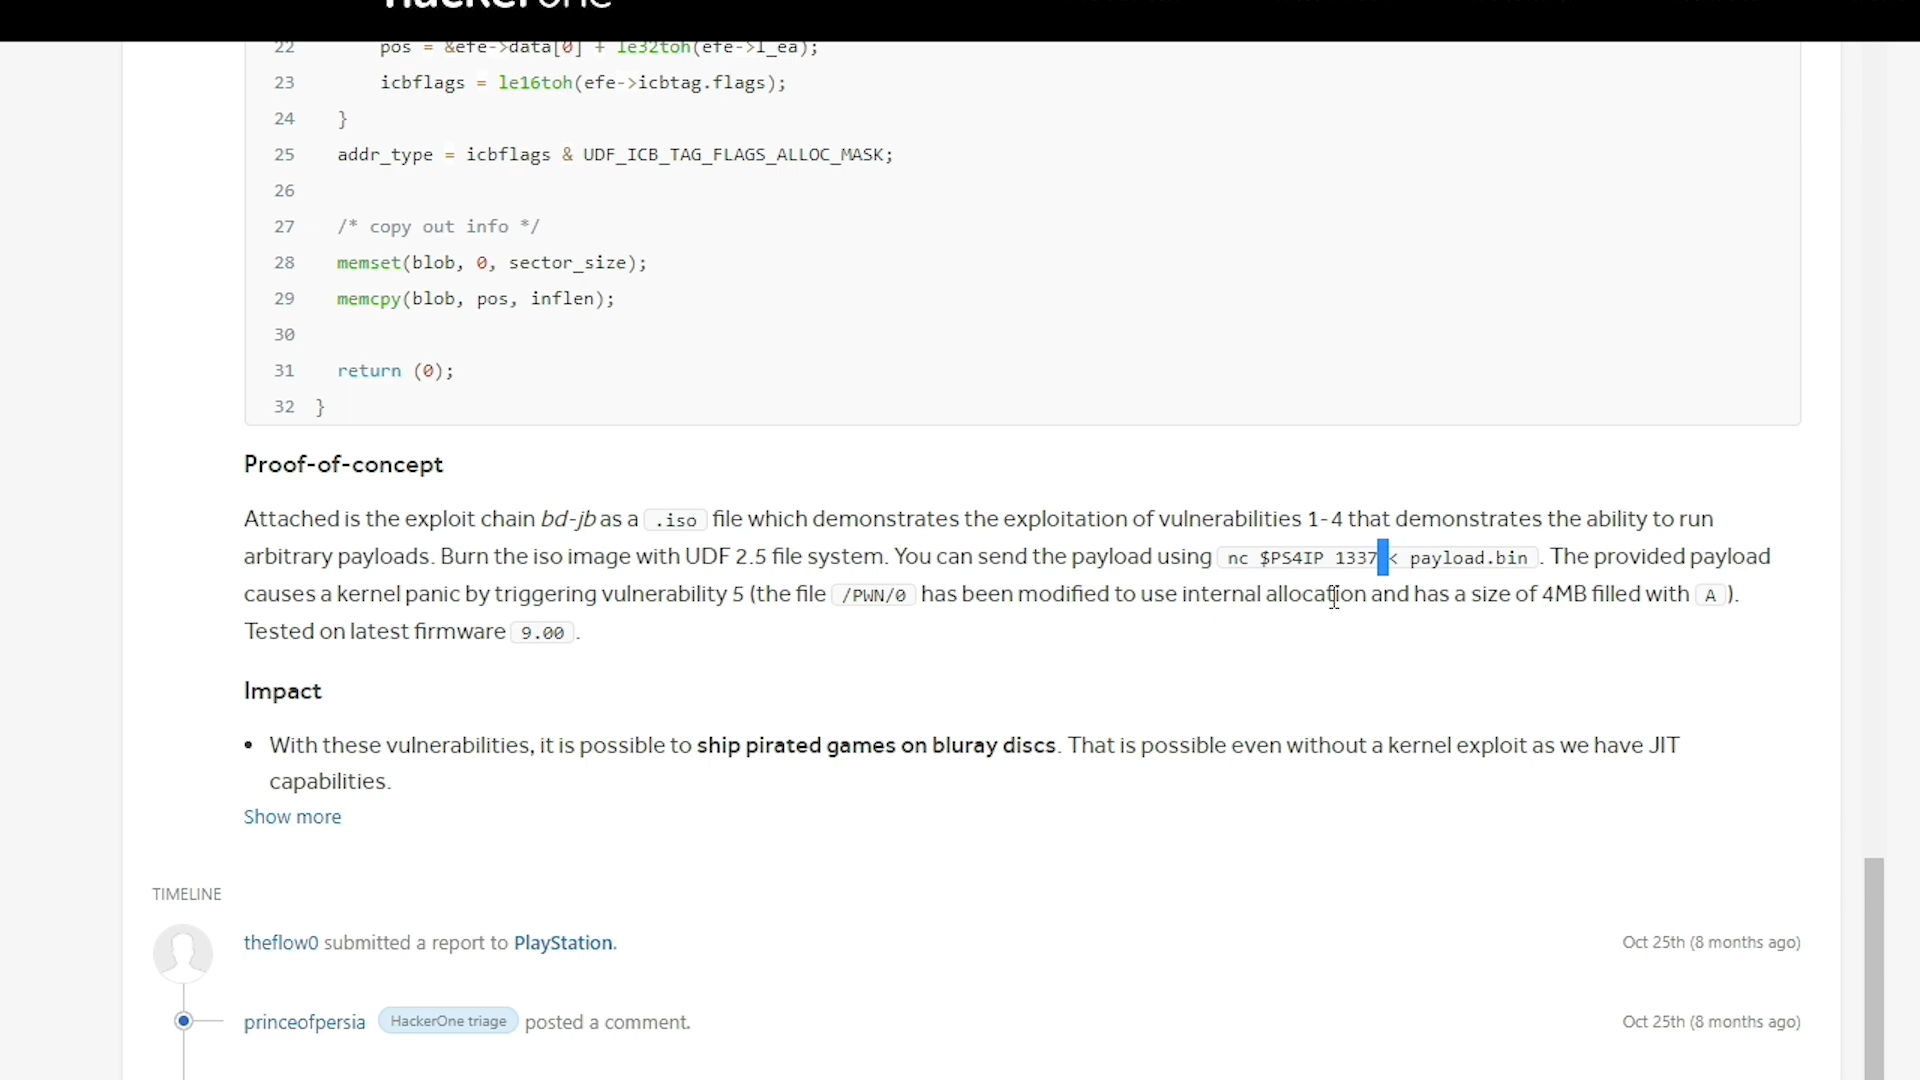 hackerone
22 pos = &efe->data[0] + le32toh(efe->l_ea);
23 icbflags = le16toh(efe->icbtag.flags);
24 }
25 addr_type = icbflags & UDF_ICB_TAG_FLAGS_ALLOC_MASK;
26
27 /* copy out info */
28 memset(blob, 0, sector_size);
29 memcpy(blob, pos, inflen);
30
31 return (0);
32 }
Proof-of-concept
Attached is the exploit chain bd-jb as a .iso file which demonstrates the exploitation of vulnerabilities 1-4 that demonstrates the ability to run
arbitrary payloads. Burn the iso image with UDF 2.5 file system. You can send the payload using nc $PS4IP 1337 < payload.bin . The provided payload
causes a kernel panic by triggering vulnerability 5 (the file /PWN/0 has been modified to use internal allocation and has a size of 4MB filled with A ).
Tested on latest firmware 9.00 .
Impact
• With these vulnerabilities, it is possible to ship pirated games on bluray discs. That is possible even without a kernel exploit as we have JIT
capabilities.
Show more
TIMELINE
theflow0 submitted a report to PlayStation. Oct 25th (8 months ago)
princeofpersia HackerOne triage posted a comment. Oct 25th (8 months ago)